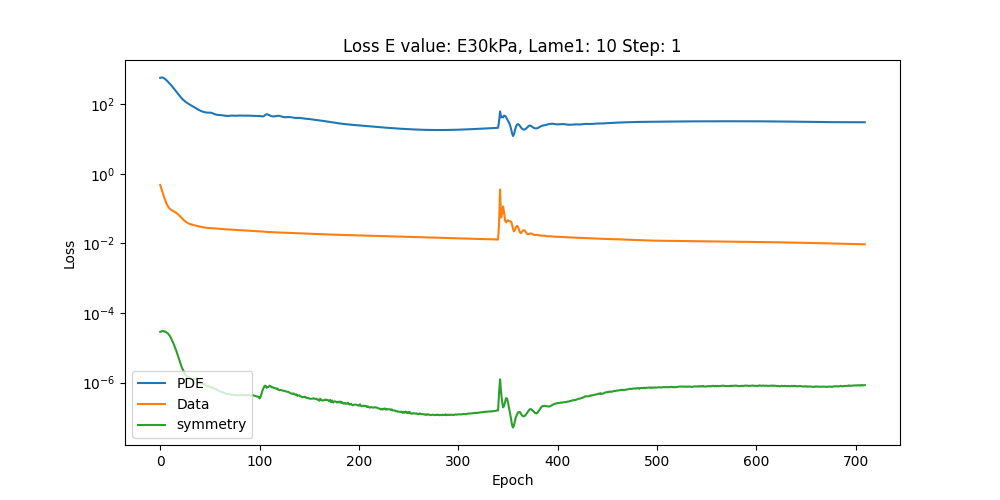 Loss E value: E30kPa, Lame1: 10 Step: 1
Loss
10²
10⁰
10⁻²
10⁻⁴
10⁻⁶
PDE
Data
symmetry
0 100 200 300 400 500 600 700
Epoch